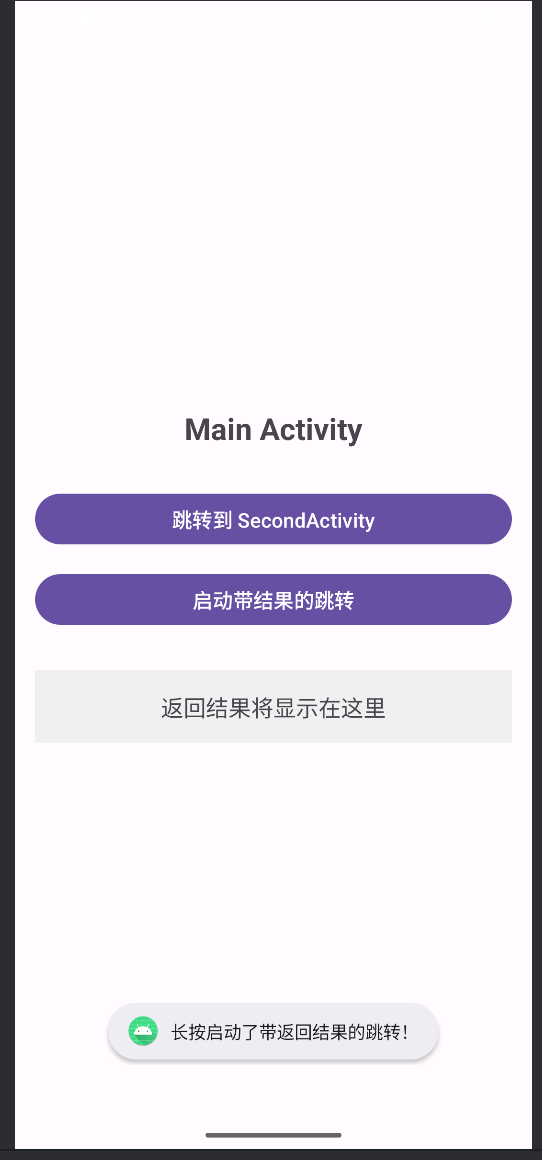 Main Activity
跳转到 SecondActivity
启动带结果的跳转
返回结果将显示在这里
长按启动了带返回结果的跳转！